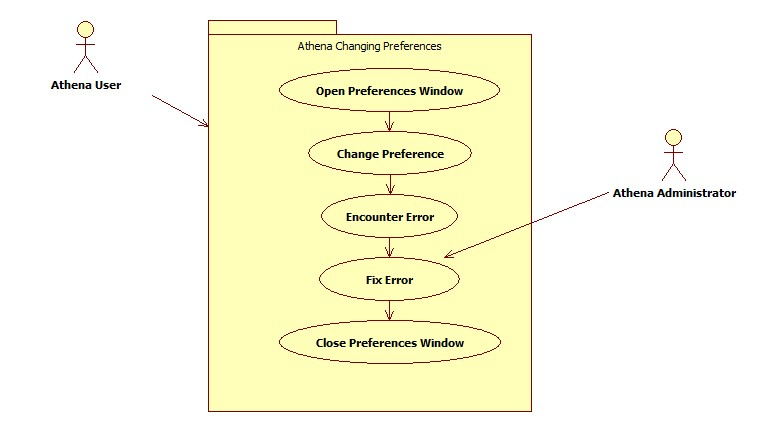 Athena Changing Preferences
Athena User
Open Preferences Window
Change Preference
Athena Administrator
Encounter Error
Fix Error
Close Preferences Window